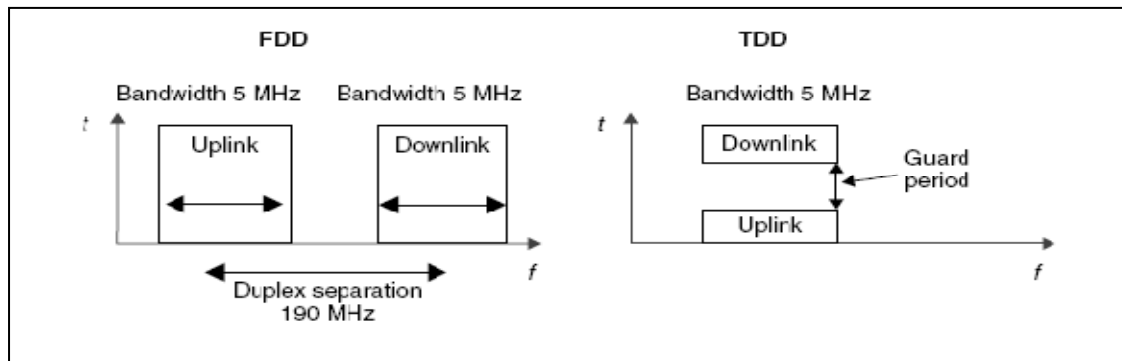 FDD
Bandwidth 5 MHz
Bandwidth 5 MHz
t
Uplink
Downlink
f
Duplex separation
190 MHz
TDD
Bandwidth 5 MHz
t
Downlink
Guard
period
Uplink
f